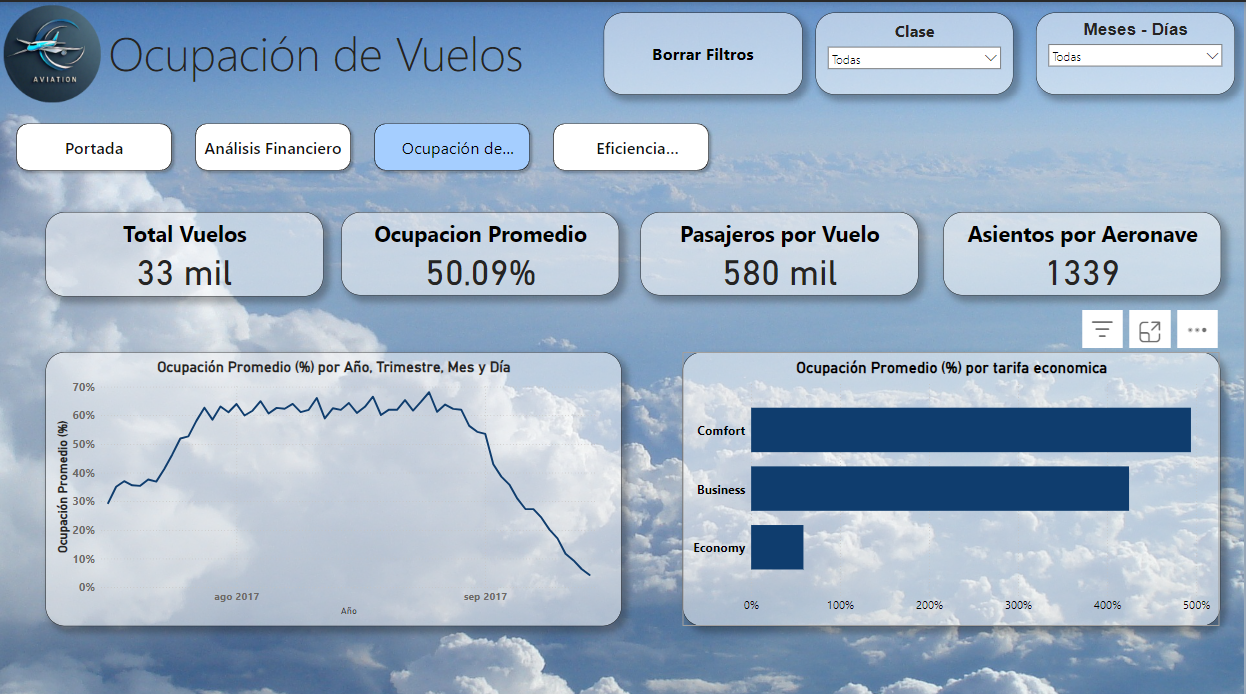 AVIATION
Ocupación de Vuelos
Borrar Filtros
Clase
Todas
Meses - Días
Todas
Portada
Análisis Financiero
Ocupación de...
Eficiencia...
Total Vuelos
33 mil
Ocupacion Promedio
50.09%
Pasajeros por Vuelo
580 mil
Asientos por Aeronave
1339
Ocupación Promedio (%) por Año, Trimestre, Mes y Día
Ocupación Promedio (%)
70%
60%
50%
40%
30%
20%
10%
0%
ago 2017
sep 2017
Año
Ocupación Promedio (%) por tarifa economica
Comfort
Business
Economy
0%
100%
200%
300%
400%
500%